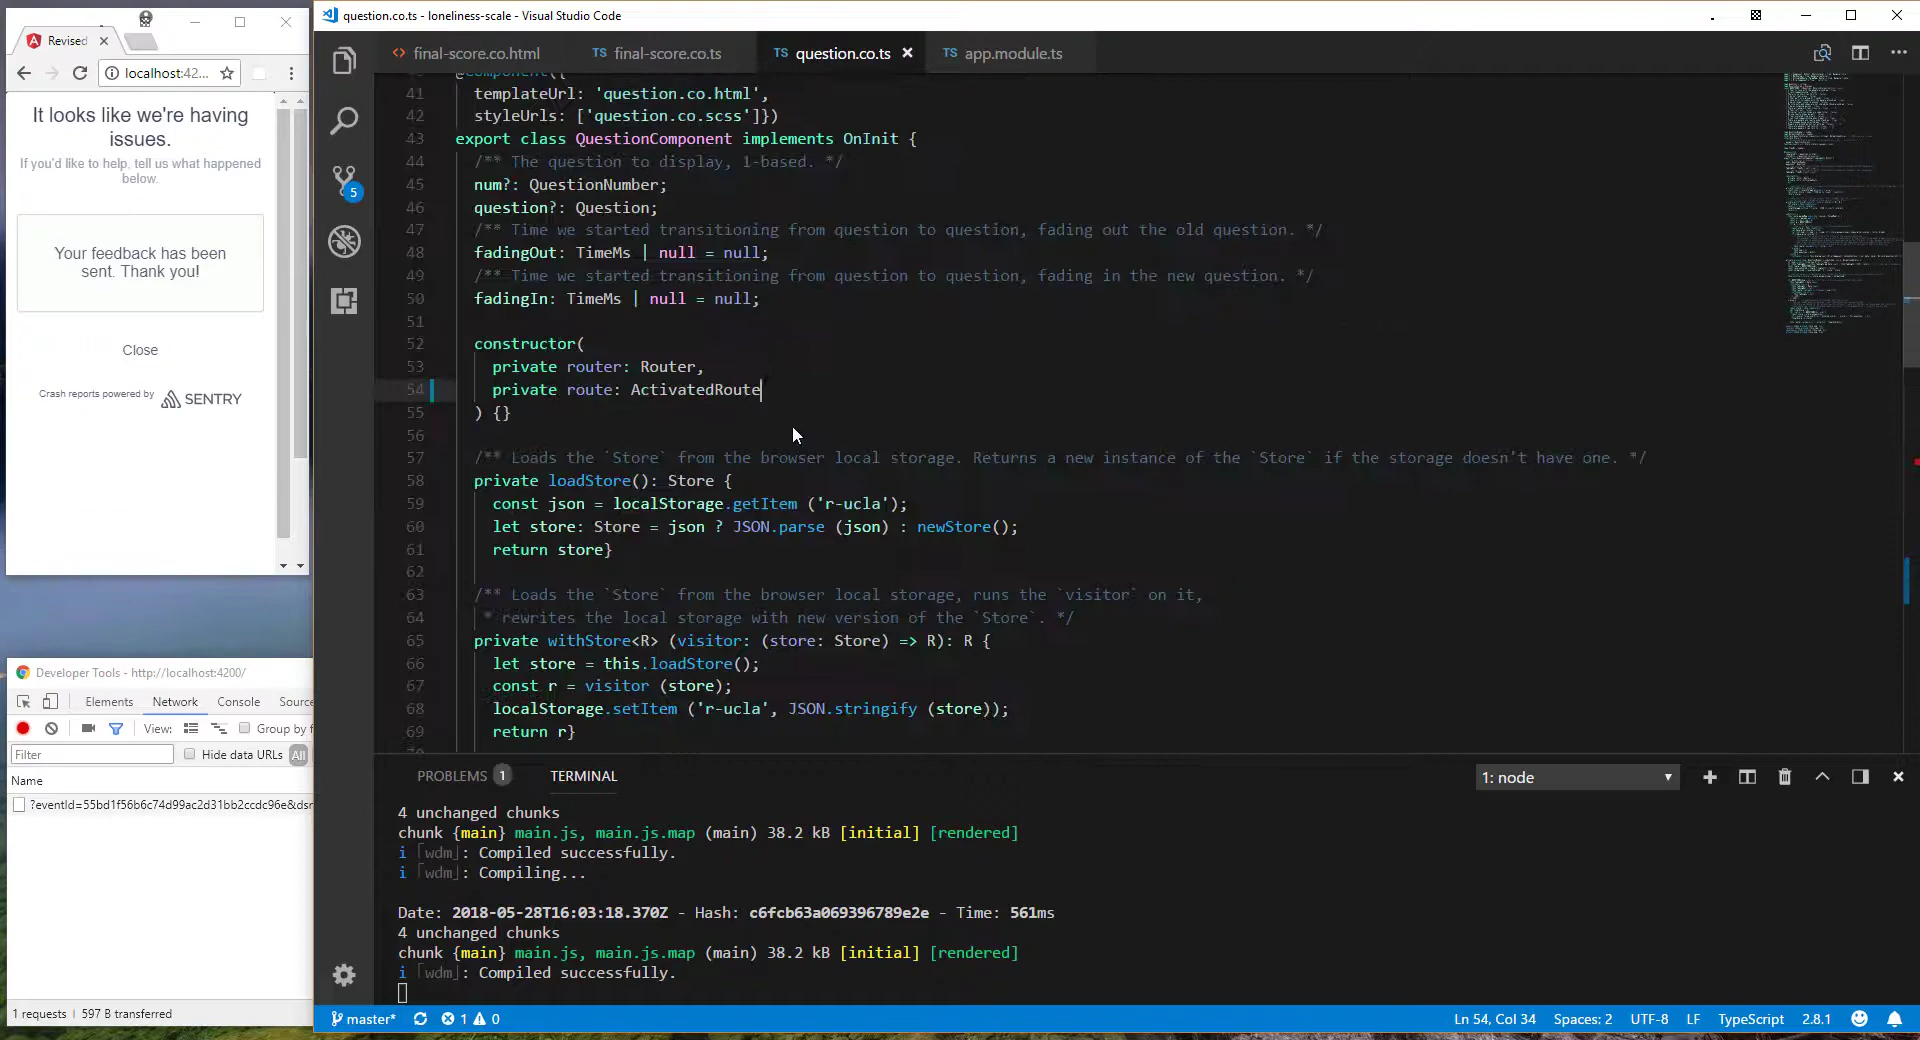 question.co.ts - loneliness-scale - Visual Studio Code
Revised
localhost:42...
It looks like we're having
issues.
If you'd like to help, tell us what happened
below.
Your feedback has been
sent. Thank you!
Close
Crash reports powered by SENTRY
final-score.co.html
final-score.co.ts
question.co.ts
app.module.ts
5
@Component({
41 templateUrl: 'question.co.html',
42 styleUrls: ['question.co.scss']})
43 export class QuestionComponent implements OnInit {
44 /** The question to display, 1-based. */
45 num?: QuestionNumber;
46 question?: Question;
47 /** Time we started transitioning from question to question, fading out the old question. */
48 fadingOut: TimeMs | null = null;
49 /** Time we started transitioning from question to question, fading in the new question. */
50 fadingIn: TimeMs | null = null;
51
52 constructor(
53 private router: Router,
54 private route: ActivatedRoute
55 ) {}
56
57 /** Loads the `Store` from the browser local storage. Returns a new instance of the `Store` if the storage doesn't have one. */
58 private loadStore(): Store {
59 const json = localStorage.getItem ('r-ucla');
60 let store: Store = json ? JSON.parse (json) : newStore();
61 return store}
62
63 /** Loads the `Store` from the browser local storage, runs the `visitor` on it,
64 * rewrites the local storage with new version of the `Store`. */
65 private withStore<R> (visitor: (store: Store) => R): R {
66 let store = this.loadStore();
67 const r = visitor (store);
68 localStorage.setItem ('r-ucla', JSON.stringify (store));
69 return r}
Developer Tools - http://localhost:4200/
Elements Network Console Source
View: Group by f
Filter Hide data URLs All
Name
?eventId=55bd1f56b6c74d99ac2d31bb2ccdc96e&dsn
1 requests | 597 B transferred
PROBLEMS 1 TERMINAL
1: node
4 unchanged chunks
chunk {main} main.js, main.js.map (main) 38.2 kB [initial] [rendered]
i ｢wdm｣: Compiled successfully.
i ｢wdm｣: Compiling...
Date: 2018-05-28T16:03:18.370Z - Hash: c6fcb63a069396789e2e - Time: 561ms
4 unchanged chunks
chunk {main} main.js, main.js.map (main) 38.2 kB [initial] [rendered]
i ｢wdm｣: Compiled successfully.
master* 1 0
Ln 54, Col 34 Spaces: 2 UTF-8 LF TypeScript 2.8.1